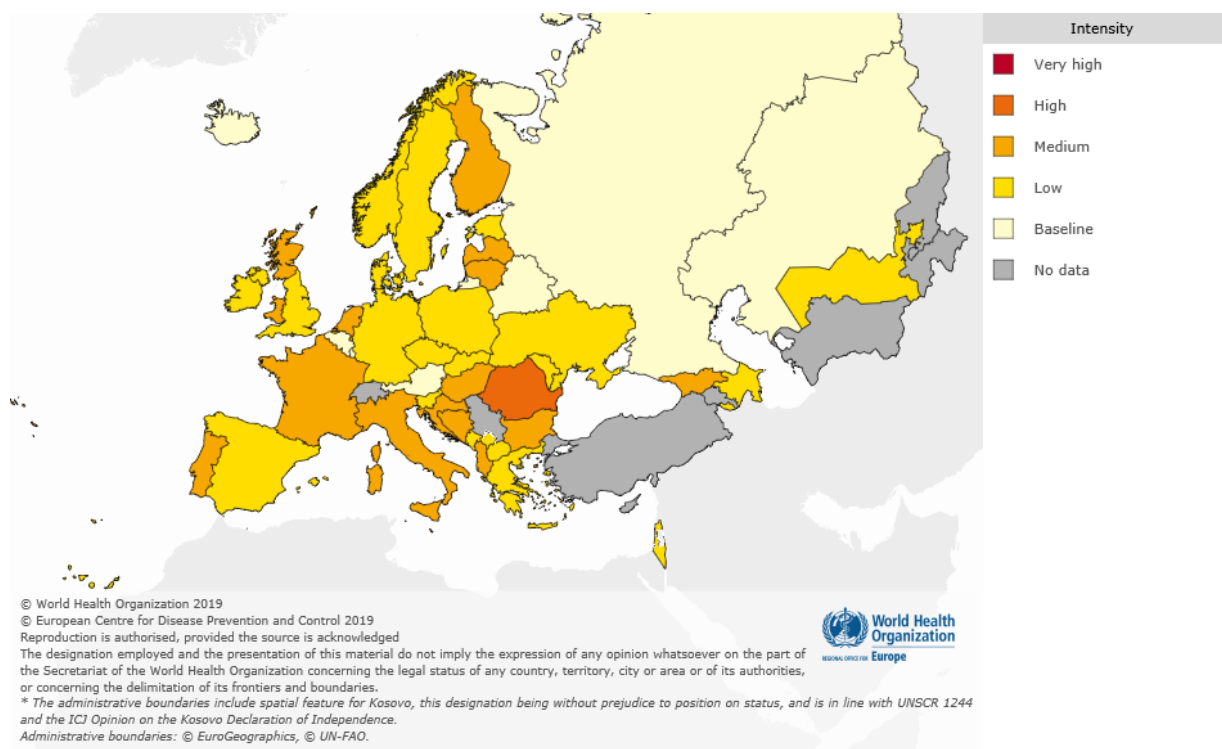 Intensity
Very high
High
Medium
Low
Baseline
No data
© World Health Organization 2019
© European Centre for Disease Prevention and Control 2019
Reproduction is authorised, provided the source is acknowledged
The designation employed and the presentation of this material do not imply the expression of any opinion whatsoever on the part of
the Secretariat of the World Health Organization concerning the legal status of any country, territory, city or area or of its authorities,
or concerning the delimitation of its frontiers and boundaries.
* The administrative boundaries include spatial feature for Kosovo, this designation being without prejudice to position on status, and is in line with UNSCR 1244
and the ICJ Opinion on the Kosovo Declaration of Independence.
Administrative boundaries: © EuroGeographics, © UN-FAO.
World Health
Organization
REGIONAL OFFICE FOR Europe